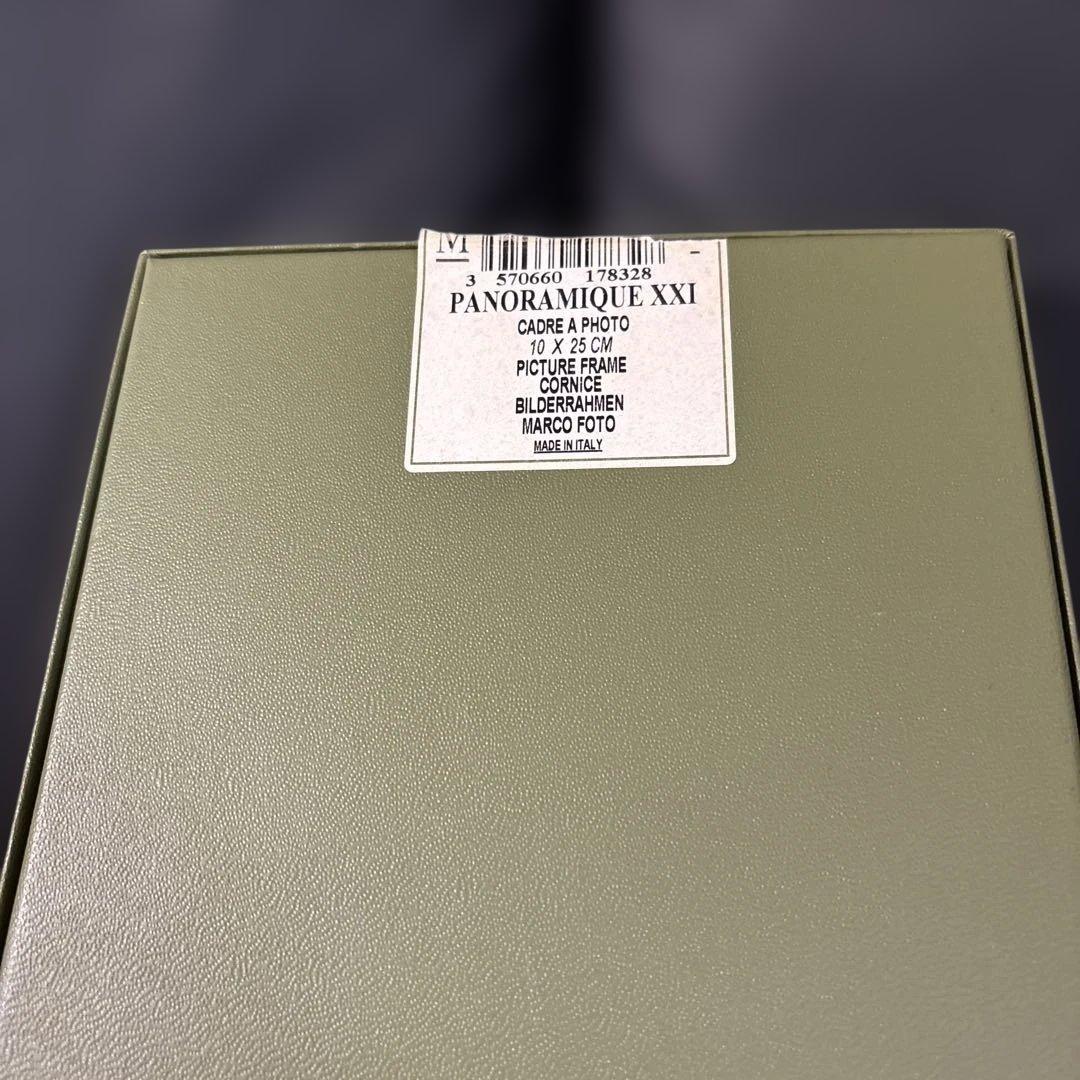 M
3 570660 178328
PANORAMIQUE XXI
CADRE A PHOTO
10 X 25 CM
PICTURE FRAME
CORNICE
BILDERRAHMEN
MARCO FOTO
MADE IN ITALY